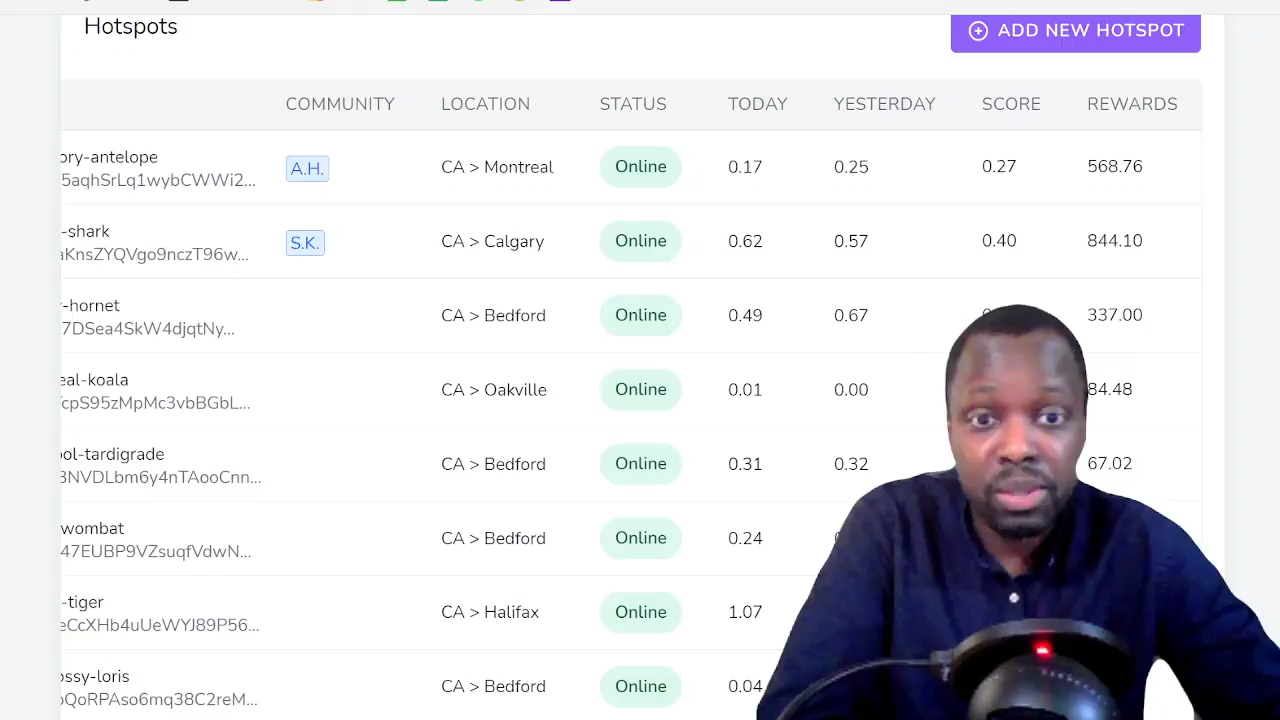 Hotspots
ADD NEW HOTSPOT
COMMUNITY LOCATION STATUS TODAY YESTERDAY SCORE REWARDS
ory-antelope
5aqhSrLq1wybCWWi2...
A.H. CA > Montreal Online 0.17 0.25 0.27 568.76
-shark
aKnsZYQVgo9nczT96w...
S.K. CA > Calgary Online 0.62 0.57 0.40 844.10
-hornet
7DSea4SkW4djqtNy...
CA > Bedford Online 0.49 0.67 337.00
eal-koala
cpS95zMpMc3vbBGbL...
CA > Oakville Online 0.01 0.00 84.48
ool-tardigrade
3NVDLbm6y4nTAooCnn...
CA > Bedford Online 0.31 0.32 67.02
wombat
47EUBP9VZsuqfVdwN...
CA > Bedford Online 0.24
-tiger
eCcXHb4uUeWYJ89P56...
CA > Halifax Online 1.07
ossy-loris
oQoRPAso6mq38C2reM...
CA > Bedford Online 0.04